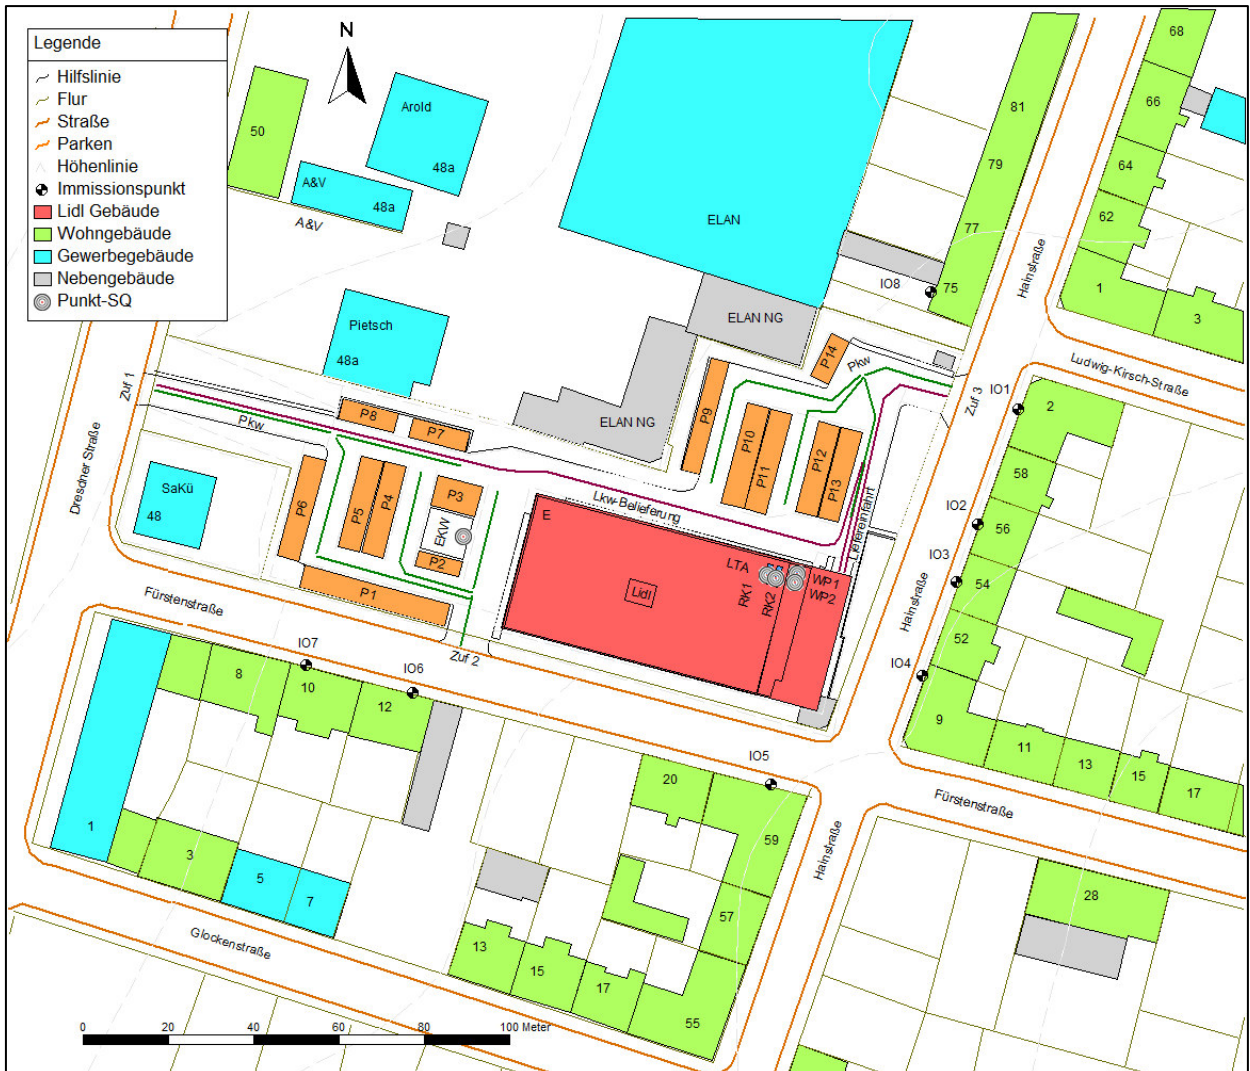 Legende
Hilfslinie
Flur
Straße
Parken
Höhenlinie
Immissionspunkt
Lidl Gebäude
Wohngebäude
Gewerbegebäude
Nebengebäude
Punkt-SQ
N
50
Arold
48a
A&V
48a
A&V
ELAN
81
79
77
75
IO8
68
66
64
62
1
3
Hainstraße
Ludwig-Kirsch-Straße
Pietsch
48a
ELAN NG
ELAN NG
P14
Pkw
P9
P10
P11
P12
P13
Zuf 3
IO1
2
58
IO2
56
IO3
54
52
IO4
9
11
13
15
17
Zuf 1
Pkw
P8
P7
Dresdner Straße
SaKü
48
P6
P5
P4
P3
EKW
P2
P1
Lkw-Belieferung
E
Lidl
LTA
RK1
RK2
WP1
WP2
Liefereinfahrt
Hainstraße
Fürstenstraße
Zuf 2
IO7
IO6
8
10
12
IO5
20
59
57
55
Hainstraße
Fürstenstraße
28
1
3
5
7
Glockenstraße
13
15
17
0 20 40 60 80 100 Meter